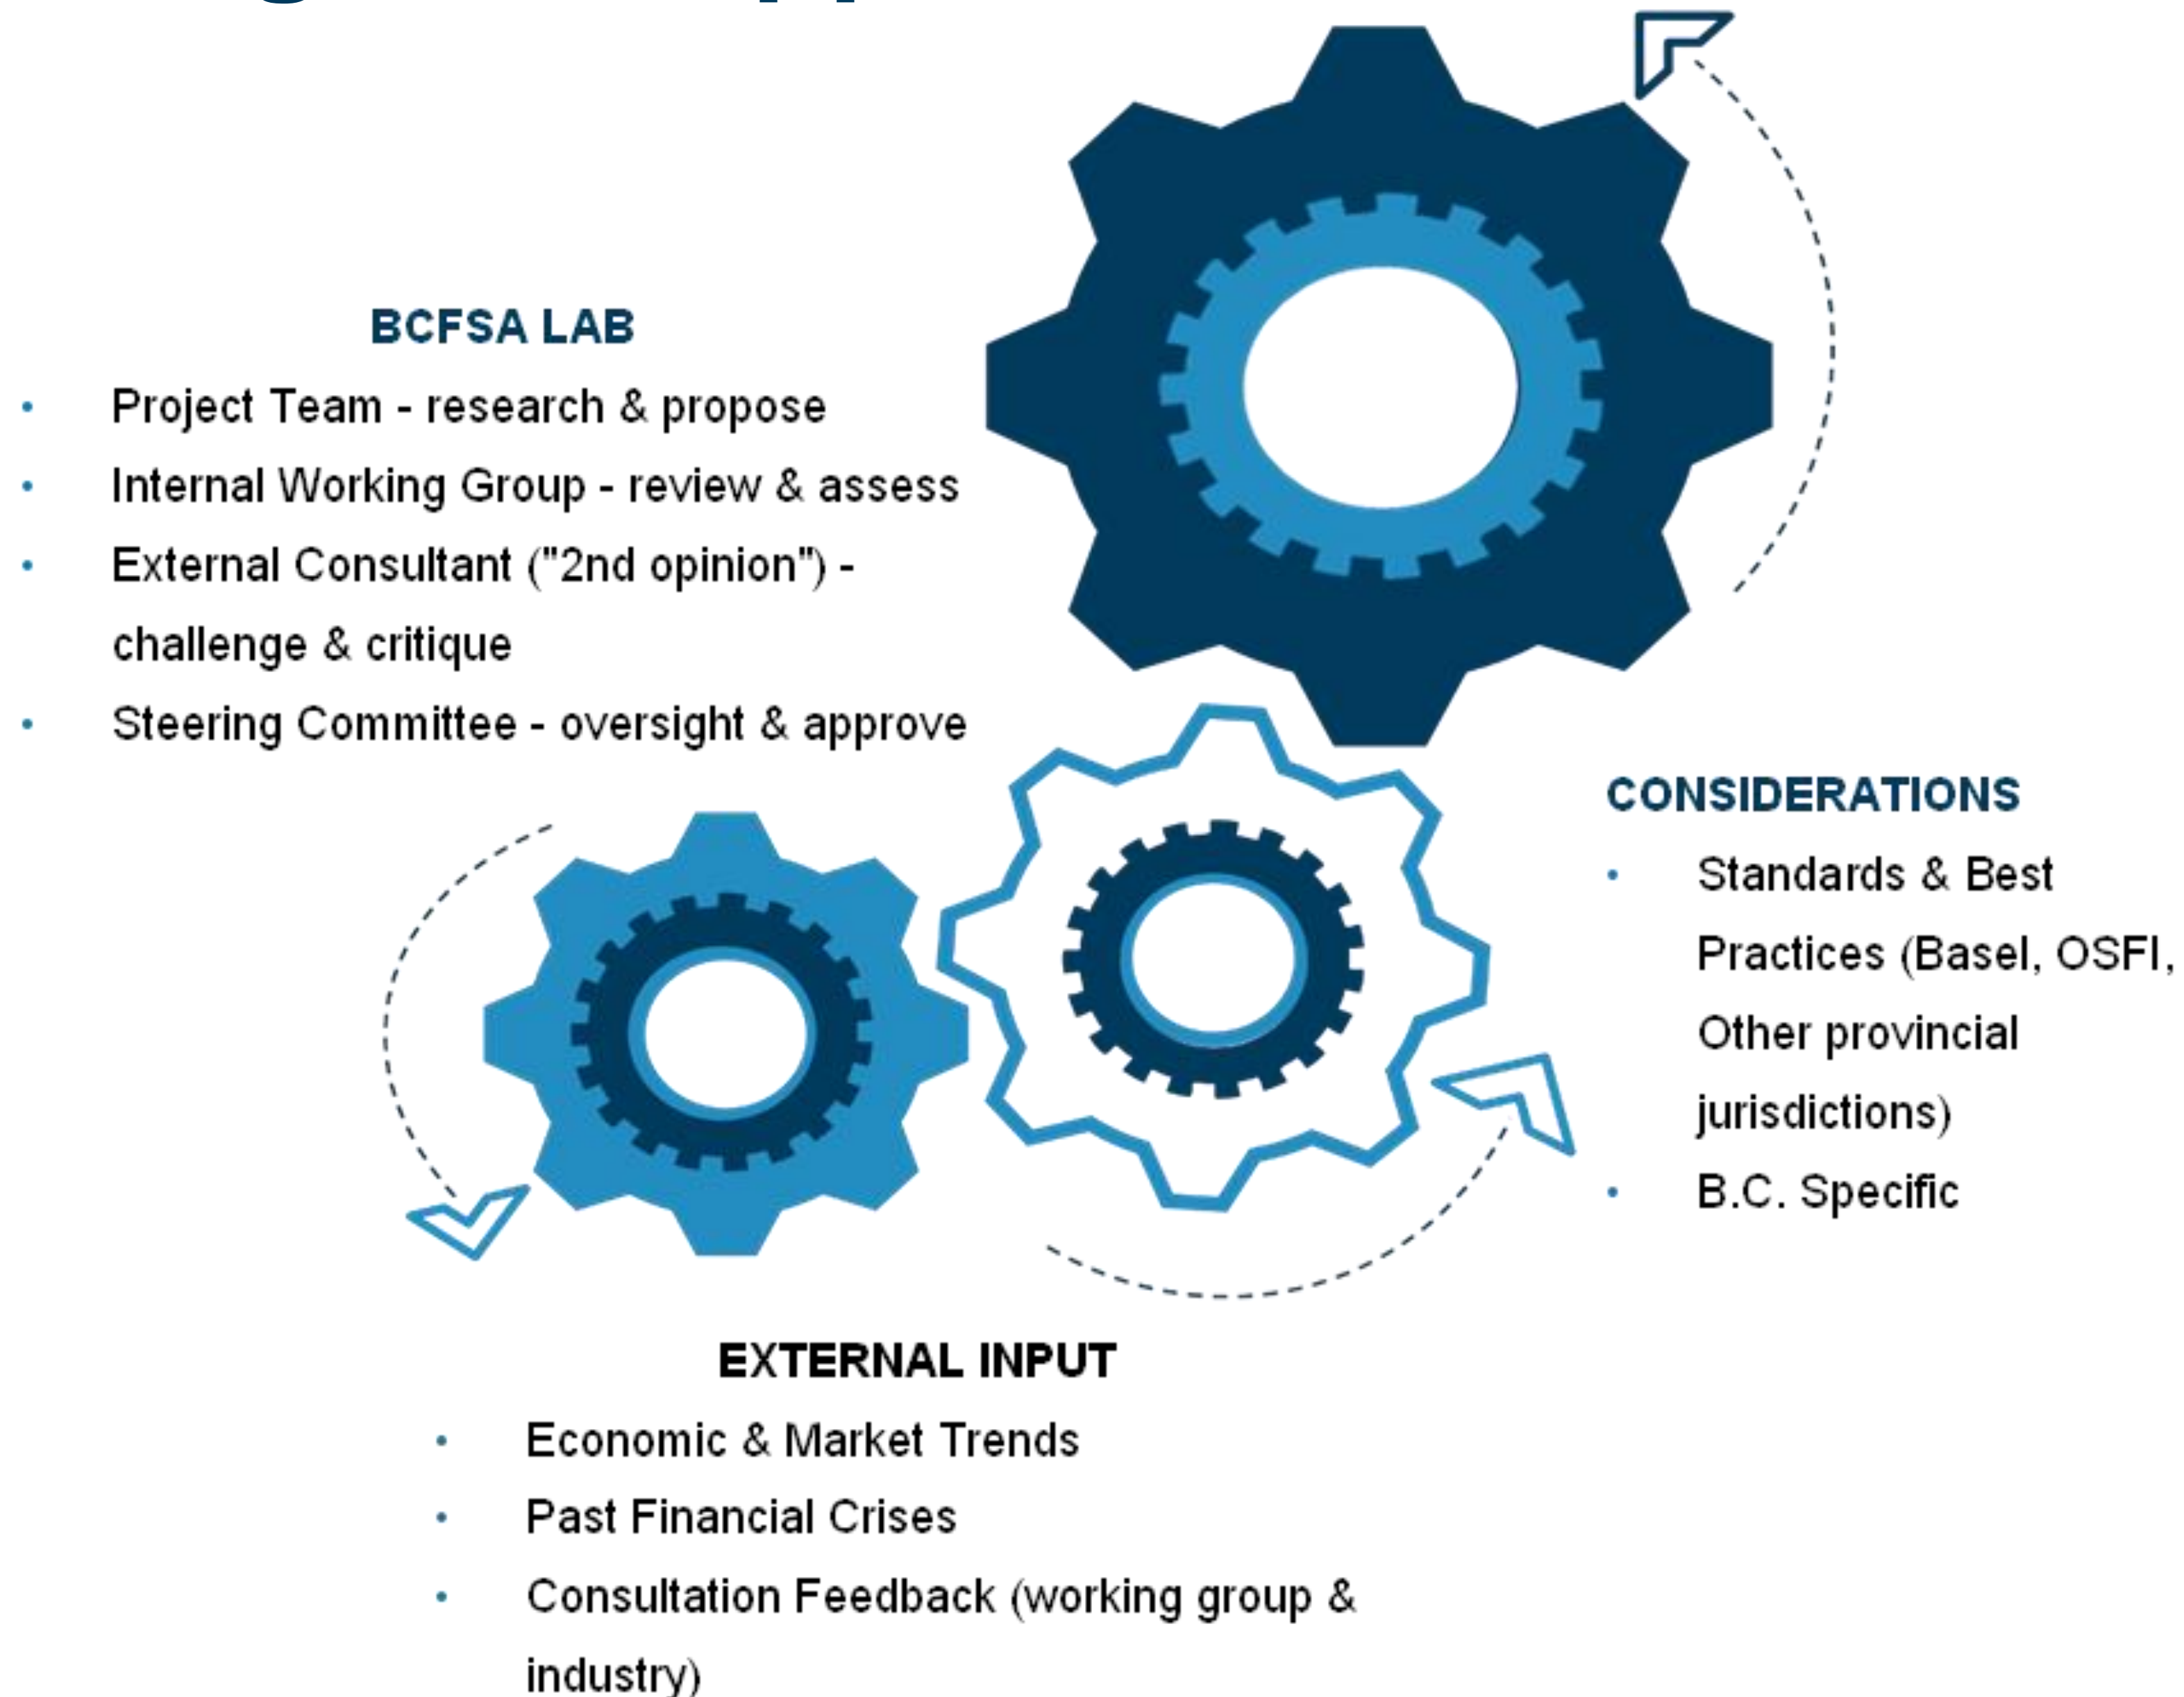 BCFSA LAB
• Project Team - research & propose
• Internal Working Group - review & assess
• External Consultant ("2nd opinion") -
challenge & critique
• Steering Committee - oversight & approve
CONSIDERATIONS
• Standards & Best
Practices (Basel, OSFI,
Other provincial
jurisdictions)
• B.C. Specific
EXTERNAL INPUT
• Economic & Market Trends
• Past Financial Crises
• Consultation Feedback (working group &
industry)